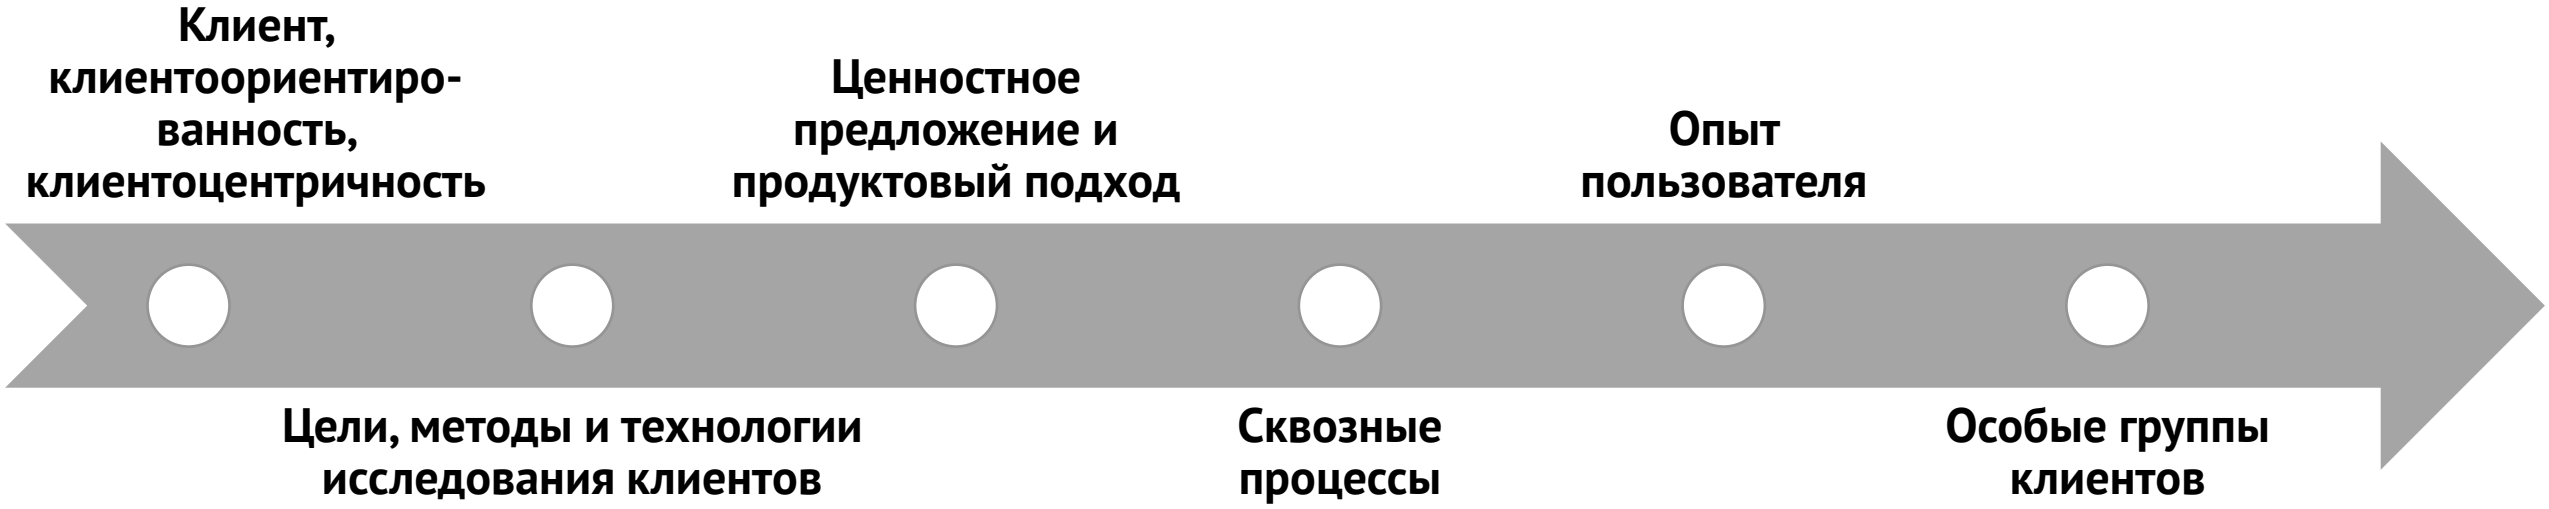 Клиент,
клиентоориентиро-
ванность,
клиентоцентричность
Цели, методы и технологии
исследования клиентов
Ценностное
предложение и
продуктовый подход
Сквозные
процессы
Опыт
пользователя
Особые группы
клиентов